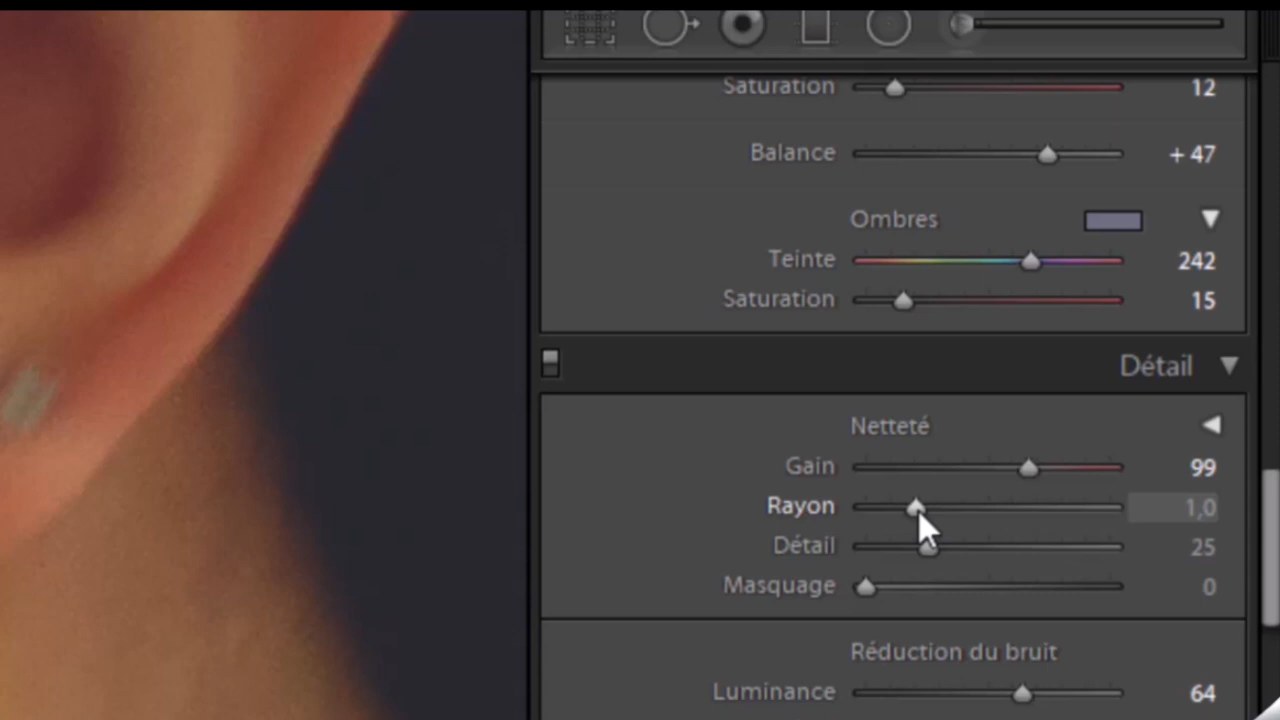 Saturation 12
Balance + 47
Ombres
Teinte 242
Saturation 15
Détail
Netteté
Gain 99
Rayon 1,0
Détail 25
Masquage 0
Réduction du bruit
Luminance 64